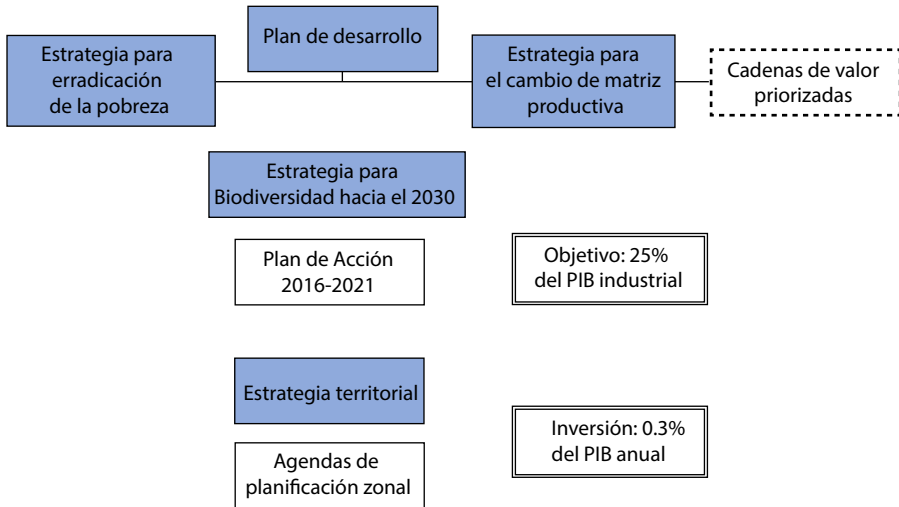 Plan de desarrollo
Estrategia para
erradicación
de la pobreza
Estrategia para
el cambio de matriz
productiva
Cadenas de valor
priorizadas
Estrategia para
Biodiversidad hacia el 2030
Plan de Acción
2016-2021
Objetivo: 25%
del PIB industrial
Estrategia territorial
Agendas de
planificación zonal
Inversión: 0.3%
del PIB anual